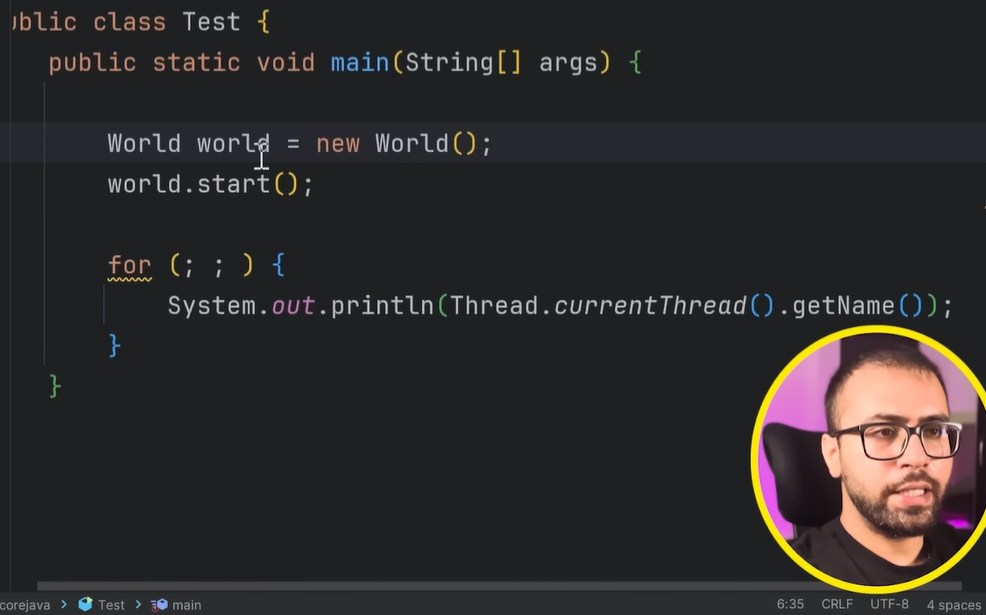 ublic class Test {
public static void main(String[] args) {
World world = new World();
world.start();
for (; ; ) {
System.out.println(Thread.currentThread().getName());
}
}
corejava > Test > main
6:35 CRLF UTF-8 4 spaces